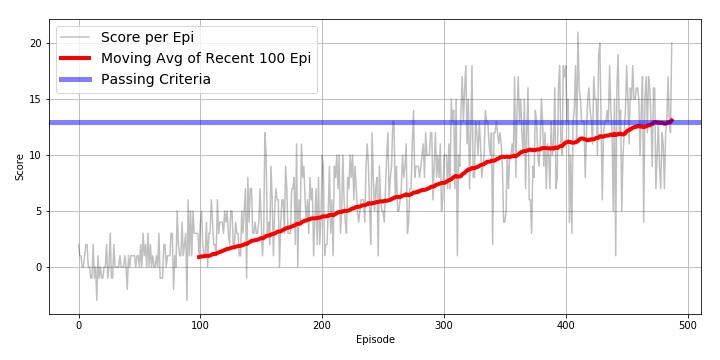 Score per Epi
Moving Avg of Recent 100 Epi
Passing Criteria
20
15
10
5
0
Score
0 100 200 300 400 500
Episode